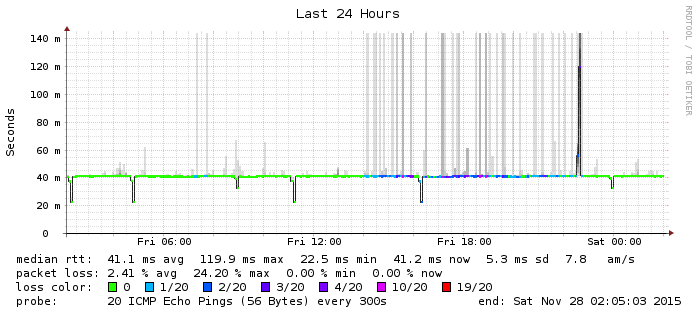 Last 24 Hours
RRDTOOL / TOBI OETIKER
Seconds
140 m
120 m
100 m
80 m
60 m
40 m
20 m
0
Fri 06:00 Fri 12:00 Fri 18:00 Sat 00:00
median rtt: 41.1 ms avg 119.9 ms max 22.5 ms min 41.2 ms now 5.3 ms sd 7.8 am/s
packet loss: 2.41 % avg 24.20 % max 0.00 % min 0.00 % now
loss color: 0 1/20 2/20 3/20 4/20 10/20 19/20
probe: 20 ICMP Echo Pings (56 Bytes) every 300s end: Sat Nov 28 02:05:03 2015